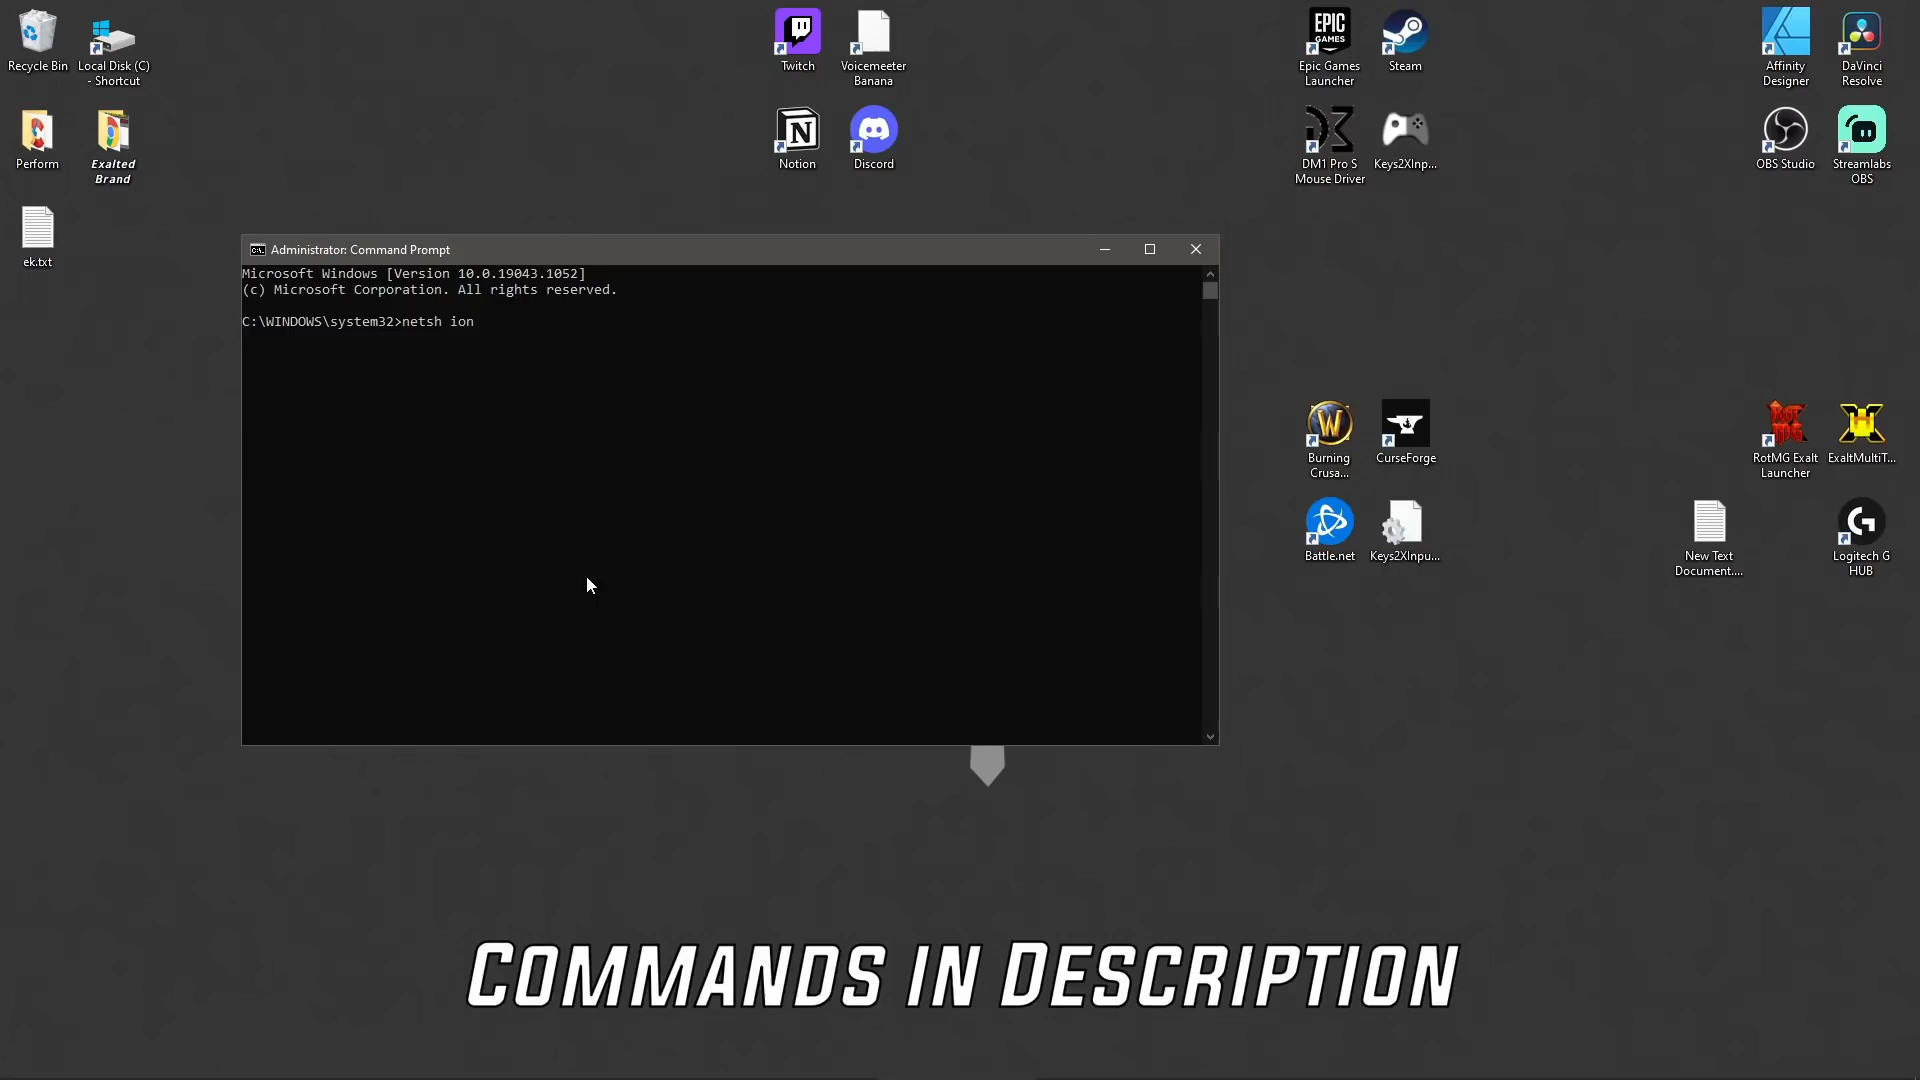 Recycle Bin
Local Disk (C)
- Shortcut
Twitch
Voicemeeter
Banana
EPIC
GAMES
Epic Games
Launcher
Steam
Affinity
Designer
DaVinci
Resolve
Perform
Exalted
Brand
Notion
Discord
DM1 Pro S
Mouse Driver
Keys2XInp...
OBS Studio
Streamlabs
OBS
ek.txt
Administrator: Command Prompt
Microsoft Windows [Version 10.0.19043.1052]
(c) Microsoft Corporation. All rights reserved.
C:\WINDOWS\system32>netsh ion
Burning
Crusa...
CurseForge
RotMG Exalt
Launcher
ExaltMultiT...
Battle.net
Keys2XInpu...
New Text
Document....
Logitech G
HUB
COMMANDS IN DESCRIPTION